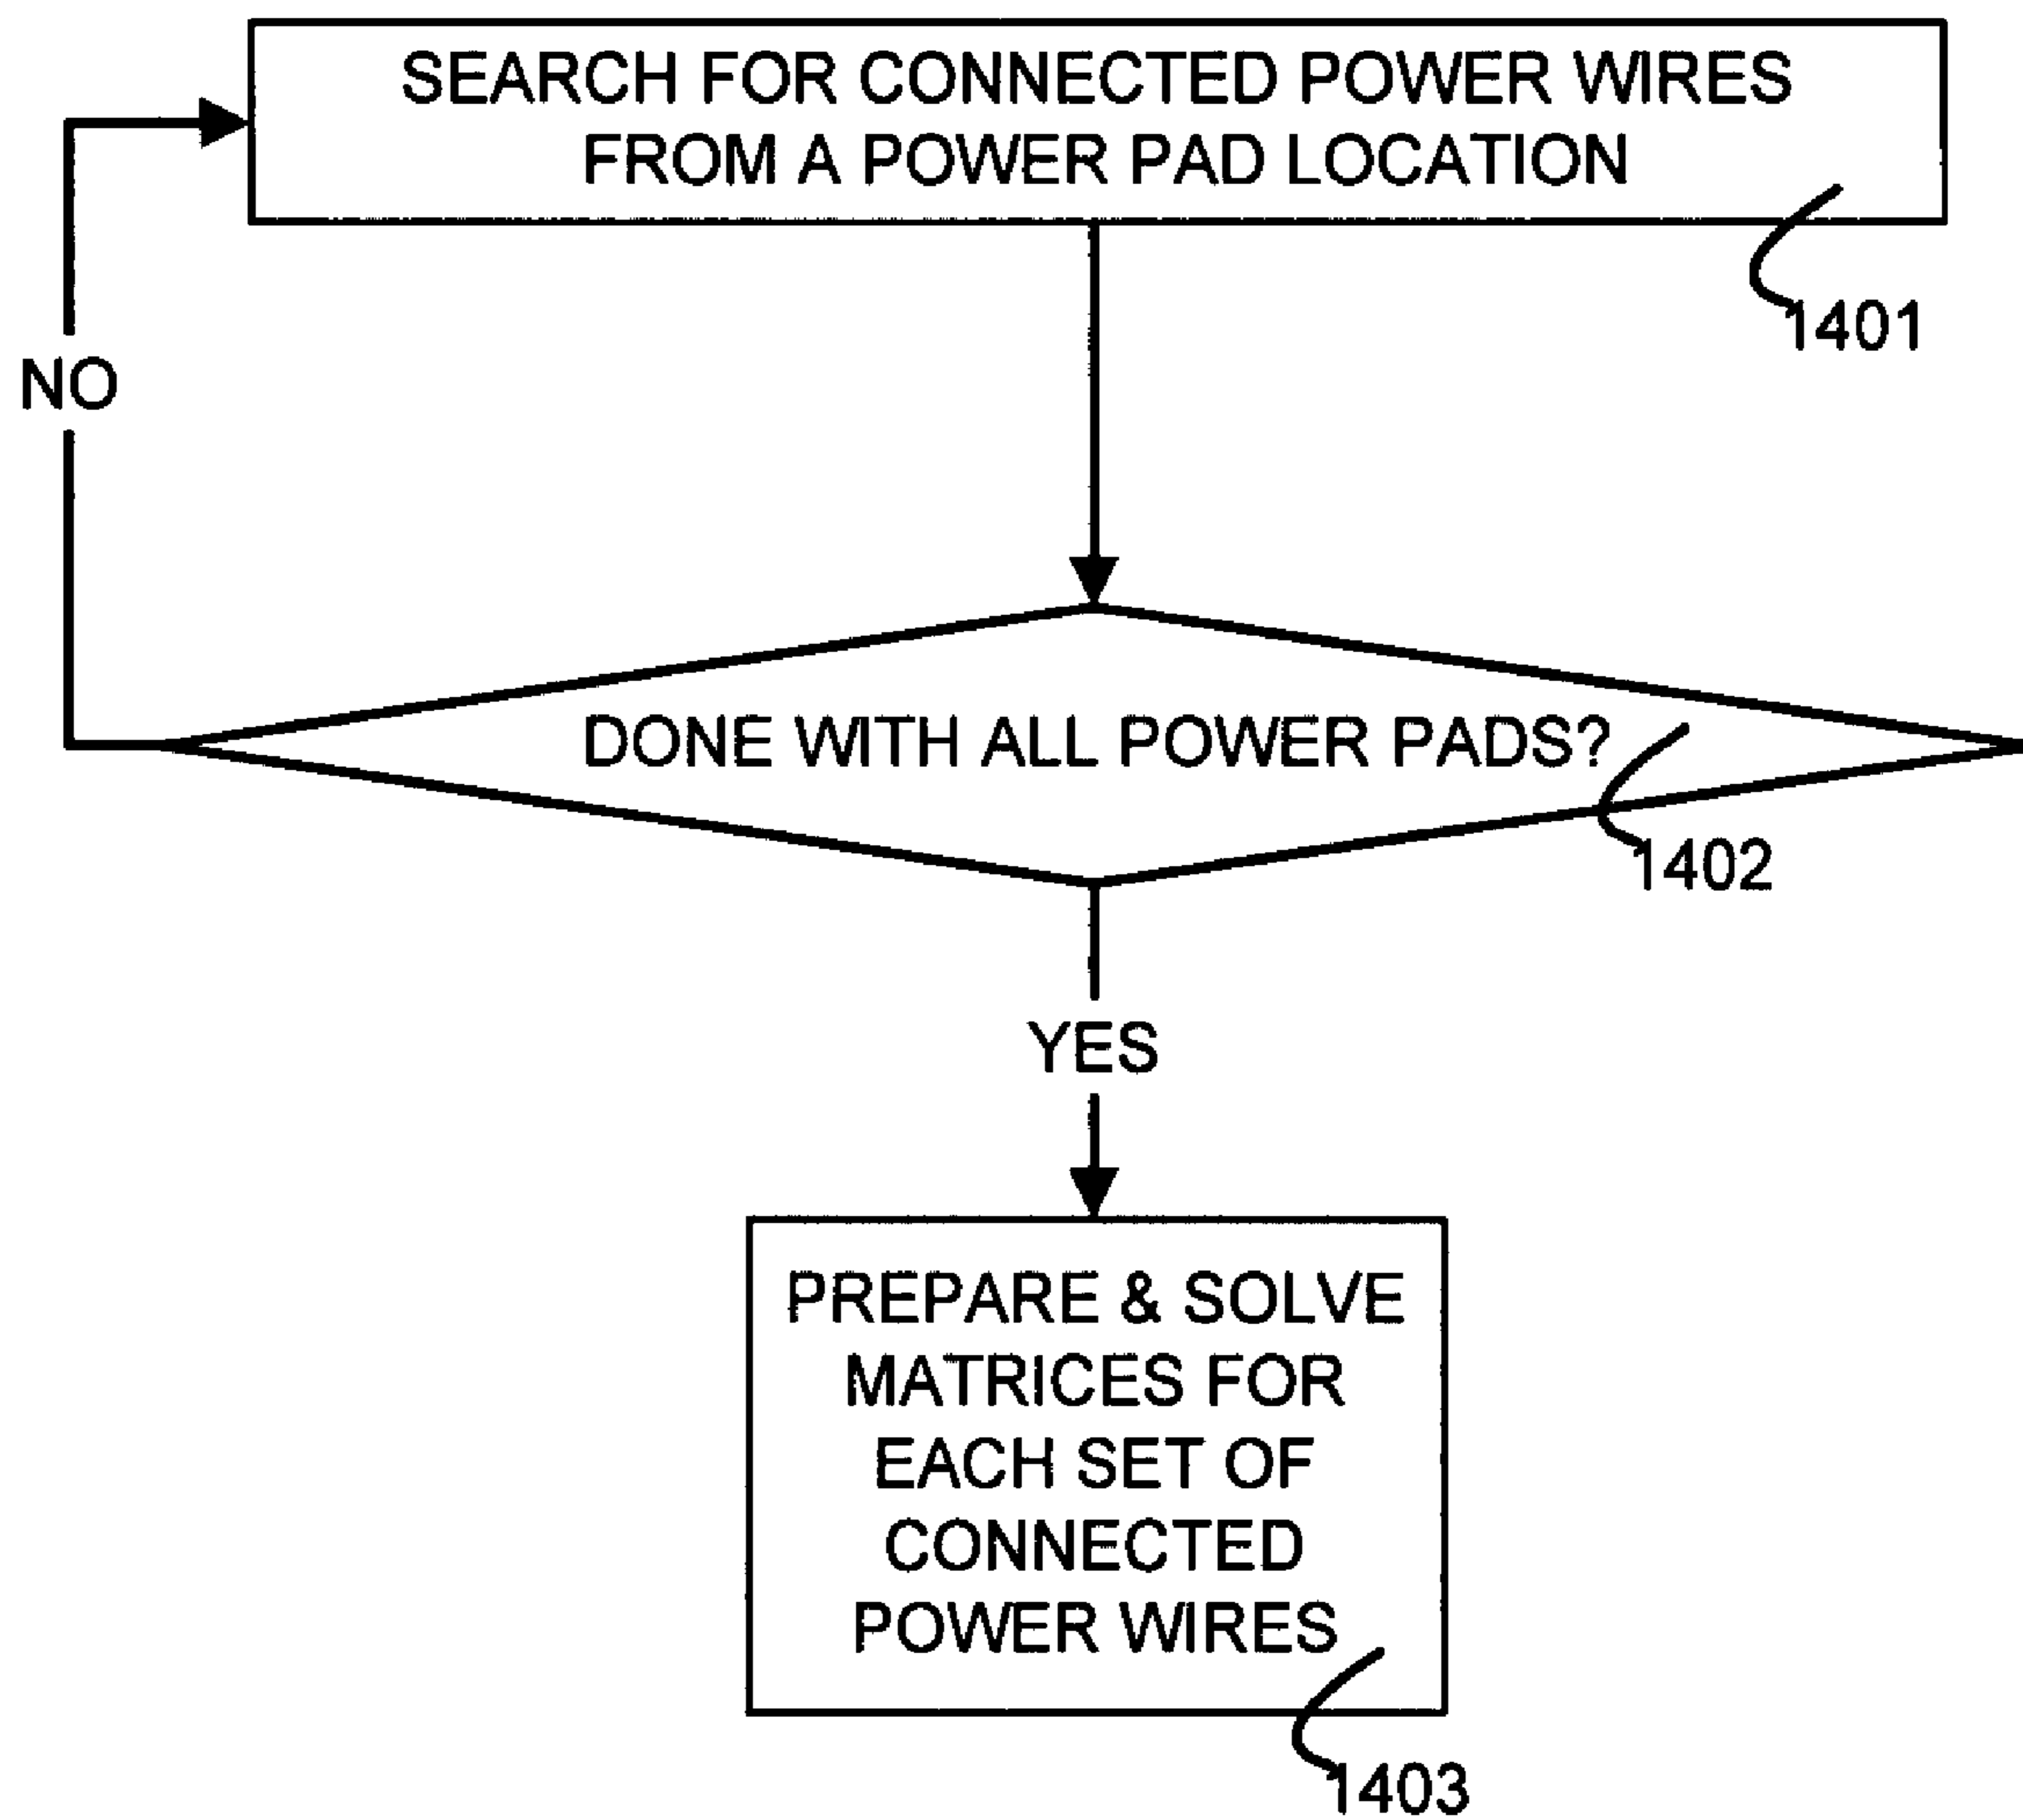 SEARCH FOR CONNECTED POWER WIRES
FROM A POWER PAD LOCATION
1401
NO
DONE WITH ALL POWER PADS?
1402
YES
PREPARE & SOLVE
MATRICES FOR
EACH SET OF
CONNECTED
POWER WIRES
1403